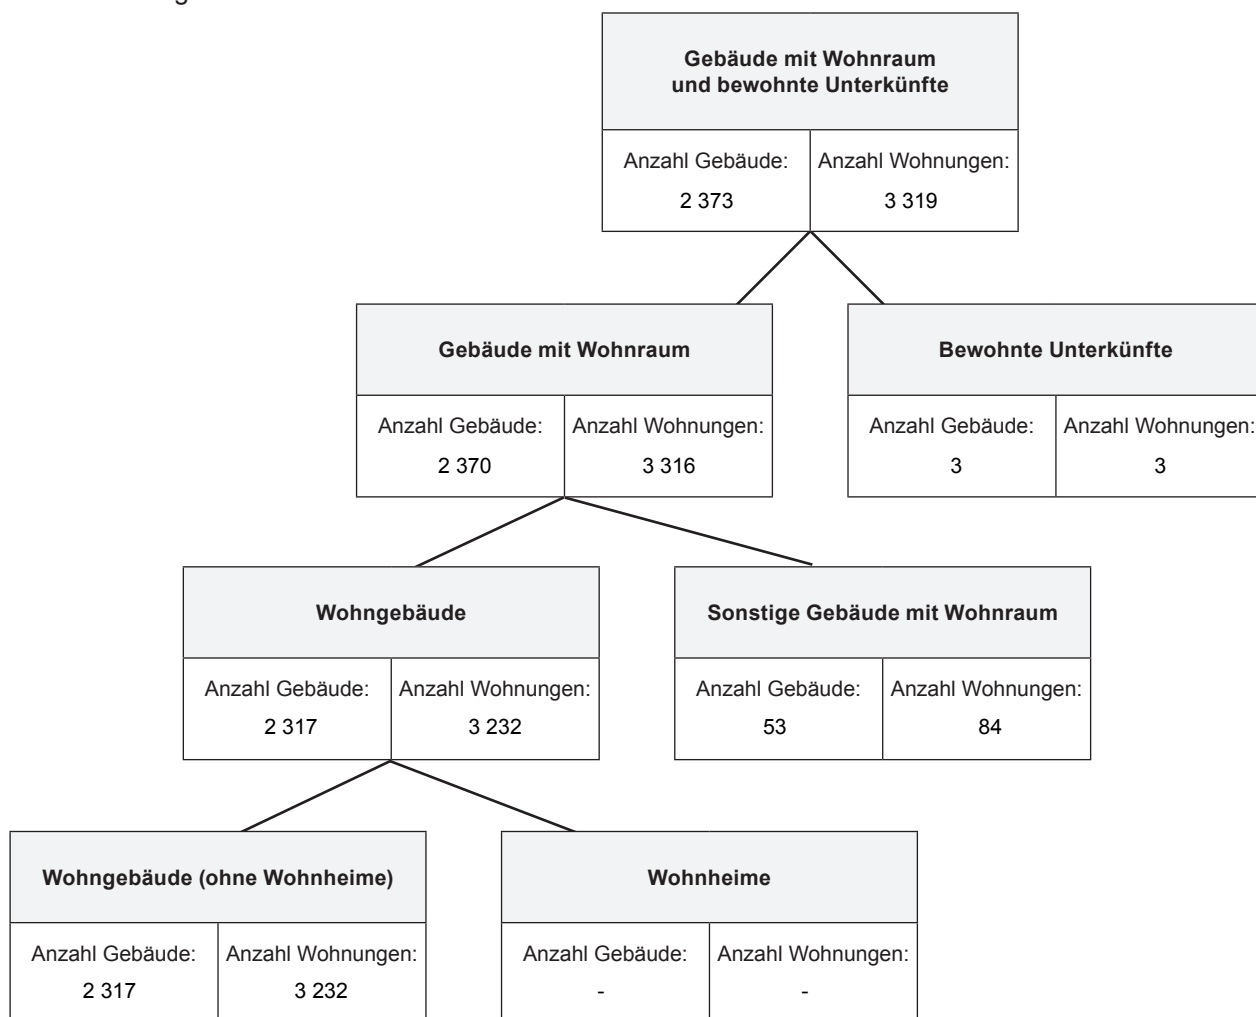 Gebäude mit Wohnraum
und bewohnte Unterkünfte
Anzahl Gebäude: Anzahl Wohnungen:
2 373 3 319
Gebäude mit Wohnraum Bewohnte Unterkünfte
Anzahl Gebäude: Anzahl Wohnungen: Anzahl Gebäude: Anzahl Wohnungen:
2 370 3 316 3 3
Wohngebäude Sonstige Gebäude mit Wohnraum
Anzahl Gebäude: Anzahl Wohnungen: Anzahl Gebäude: Anzahl Wohnungen:
2 317 3 232 53 84
Wohngebäude (ohne Wohnheime) Wohnheime
Anzahl Gebäude: Anzahl Wohnungen: Anzahl Gebäude: Anzahl Wohnungen:
2 317 3 232 - -